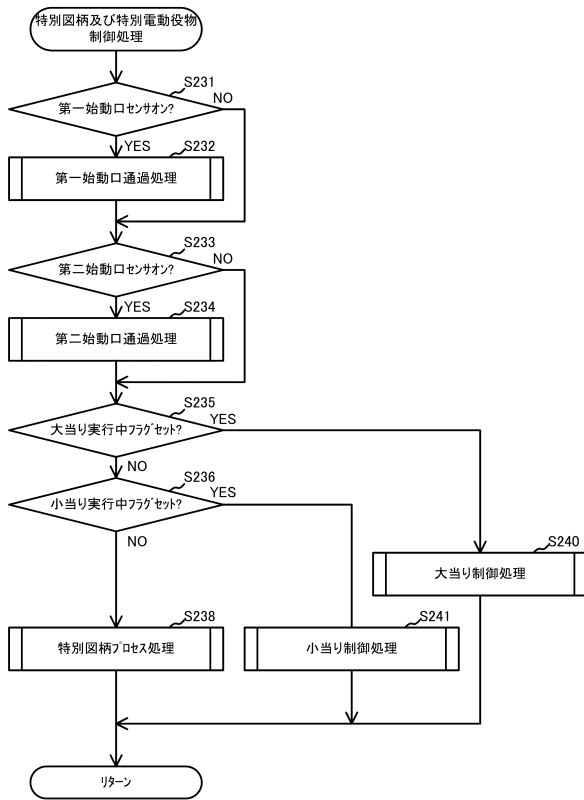 特別図柄及び特別電動役物
制御処理
S231
第一始動口センサオン?
NO
YES
S232
第一始動口通過処理
S233
第二始動口センサオン?
NO
YES
S234
第二始動口通過処理
S235
大当り実行中フラグセット?
YES
NO
S236
小当り実行中フラグセット?
YES
NO
S240
大当り制御処理
S238
特別図柄プロセス処理
S241
小当り制御処理
リターン